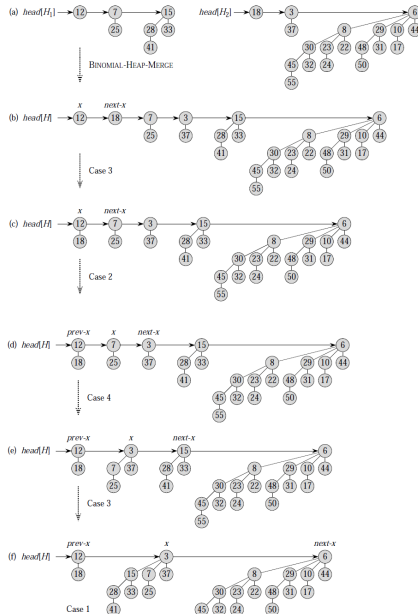 (a) head[H₁] 12 7 15 head[H₂] 18 3 6
25 28 33 37 8 29 10 44
41 30 23 22 48 31 17
BINOMIAL-HEAP-MERGE 45 32 24 50
55
x next-x
(b) head[H] 12 18 7 3 15 6
25 37 28 33 8 29 10 44
41 30 23 22 48 31 17
Case 3 45 32 24 50
55
x next-x
(c) head[H] 12 7 3 15 6
18 25 37 28 33 8 29 10 44
41 30 23 22 48 31 17
Case 2 45 32 24 50
55
prev-x x next-x
(d) head[H] 12 7 3 15 6
18 25 37 28 33 8 29 10 44
41 30 23 22 48 31 17
Case 4 45 32 24 50
55
prev-x x next-x
(e) head[H] 12 3 15 6
18 7 37 28 33 8 29 10 44
25 41 30 23 22 48 31 17
Case 3 45 32 24 50
55
prev-x x next-x
(f) head[H] 12 3 6
18 15 7 37 8 29 10 44
28 33 25 30 23 22 48 31 17
Case 1 41 45 32 24 50